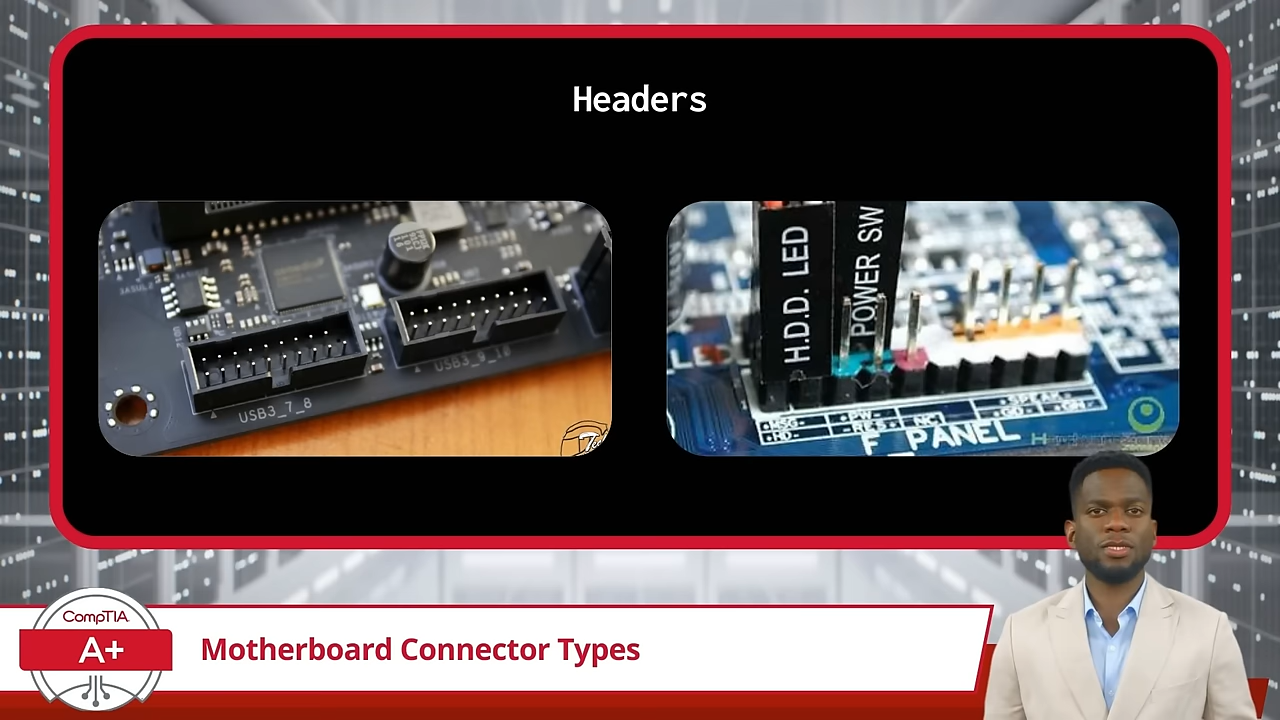 Headers
USB3_7_8
USB3_9_10
H.D.D. LED
POWER SW
F_PANEL
CompTIA
A+
Motherboard Connector Types